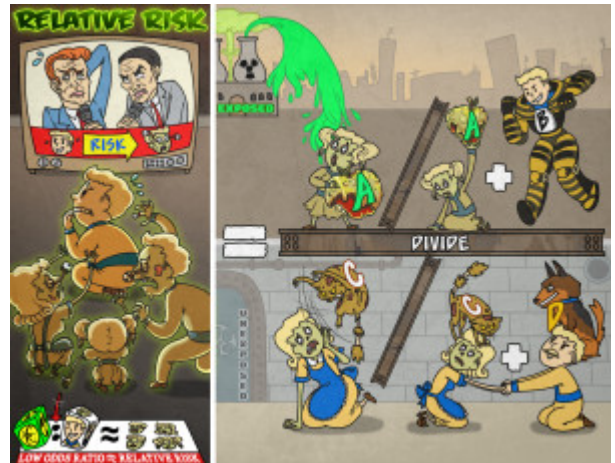 RELATIVE RISK
RISK
EXPOSED
A
A
B
DIVIDE
C
C
D
UNEXPOSED
LOW ODDS RATIO = RELATIVE RISK